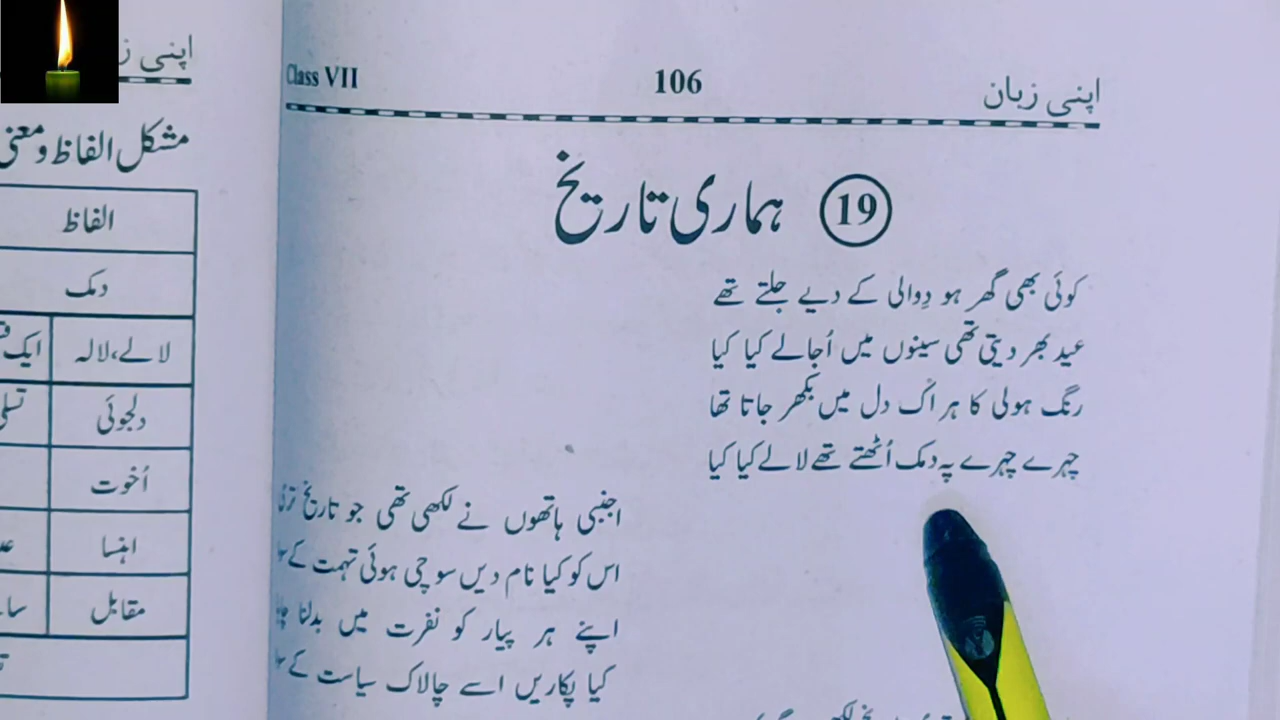 اپنی زبان 106 Class VII
19 ہماری تاریخ
کوئی بھی گھر ہو دِوالی کے دیے جلتے تھے
عید بھر دیتی تھی سینوں میں اُجالے کیا کیا
رنگ ہولی کا ہر اک دل میں بکھر جاتا تھا
چہرے چہرے پہ دمک اُٹھتے تھے لالے کیا کیا
اجنبی ہاتھوں نے لکھی تھی جو تاریخ تری
اس کو کیا نام دیں سوچی ہوئی تہمت کے
اپنے ہر پیار کو نفرت میں بدلنا
کیا پکاریں اسے چالاک سیاست کے
اپنی
مشکل الفاظ و معنی
الفاظ
دمک
لالے،لالہ ایک
دلجوئی تسلی
اُخوت
اہنسا
مقابل